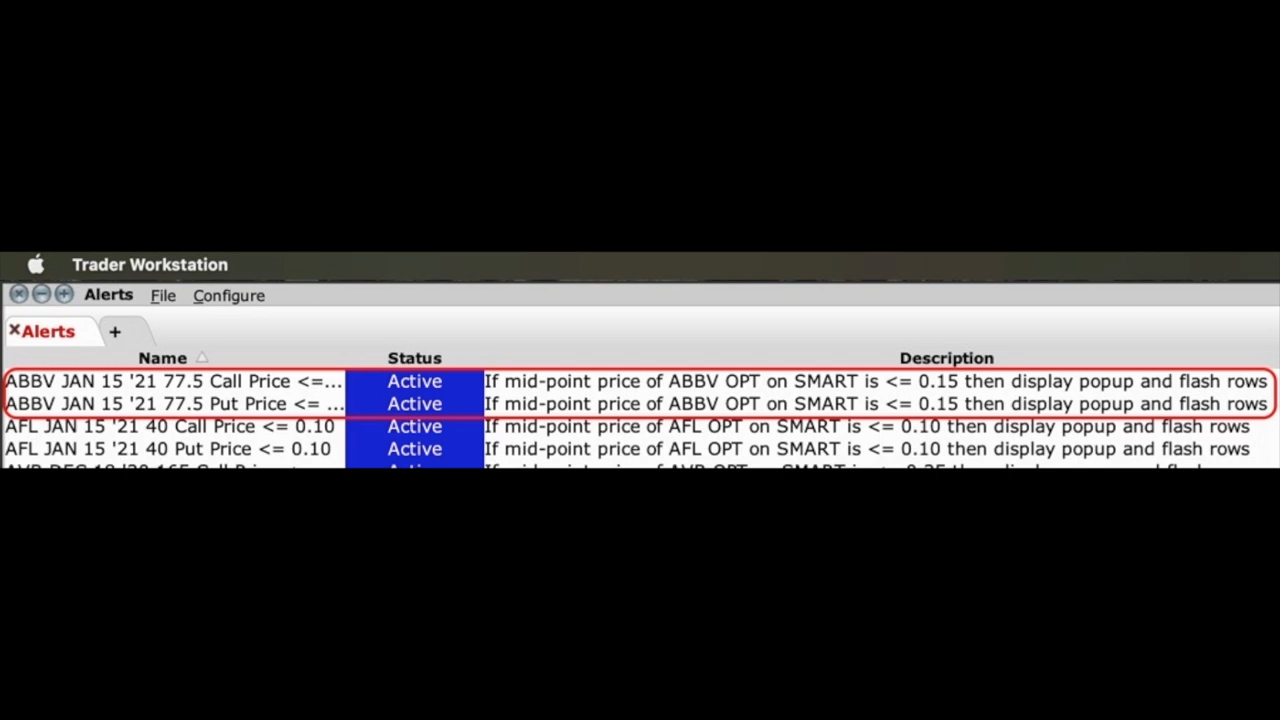 Trader Workstation
Alerts File Configure
Alerts +
Name Status Description
ABBV JAN 15 '21 77.5 Call Price <=... Active If mid-point price of ABBV OPT on SMART is <= 0.15 then display popup and flash rows
ABBV JAN 15 '21 77.5 Put Price <= ... Active If mid-point price of ABBV OPT on SMART is <= 0.15 then display popup and flash rows
AFL JAN 15 '21 40 Call Price <= 0.10 Active If mid-point price of AFL OPT on SMART is <= 0.10 then display popup and flash rows
AFL JAN 15 '21 40 Put Price <= 0.10 Active If mid-point price of AFL OPT on SMART is <= 0.10 then display popup and flash rows